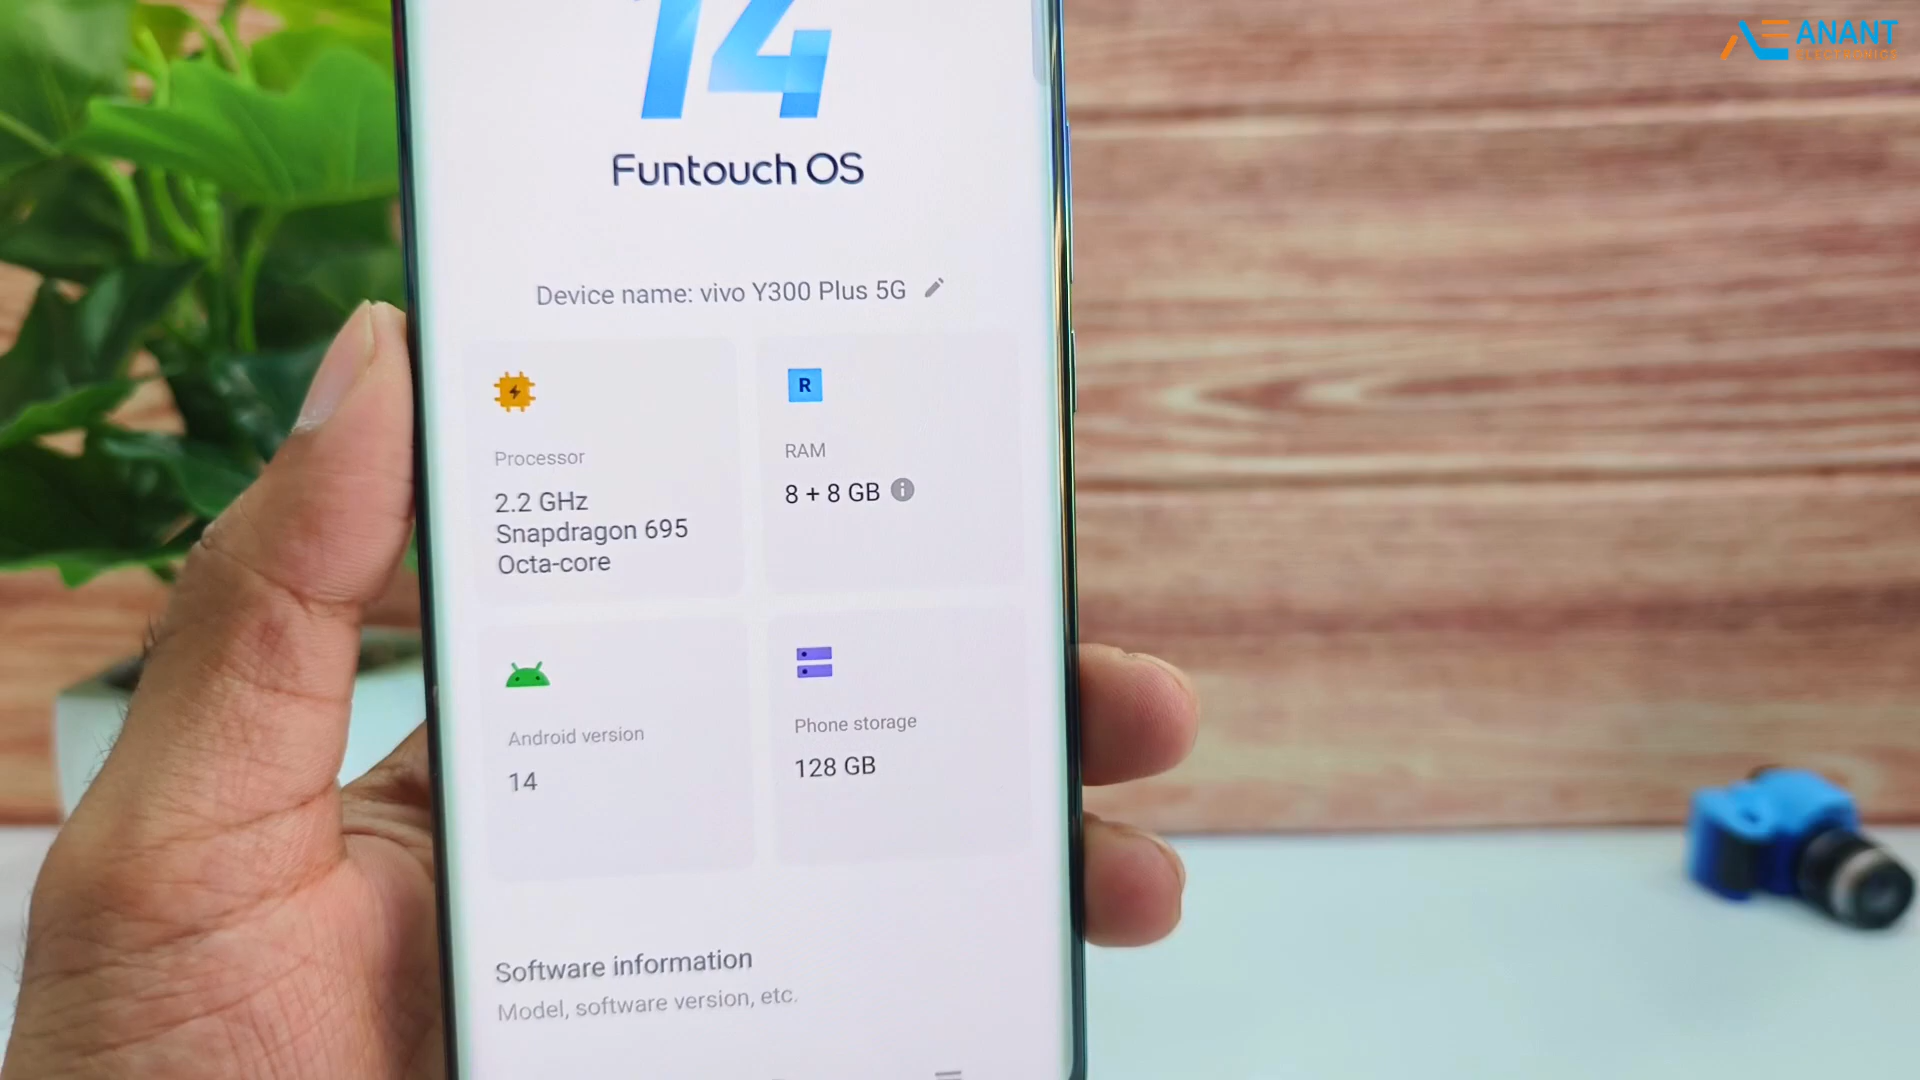 ANANT
ELECTRONICS
14
Funtouch OS
Device name: vivo Y300 Plus 5G
Processor
2.2 GHz
Snapdragon 695
Octa-core
R
RAM
8 + 8 GB
Android version
14
Phone storage
128 GB
Software information
Model, software version, etc.